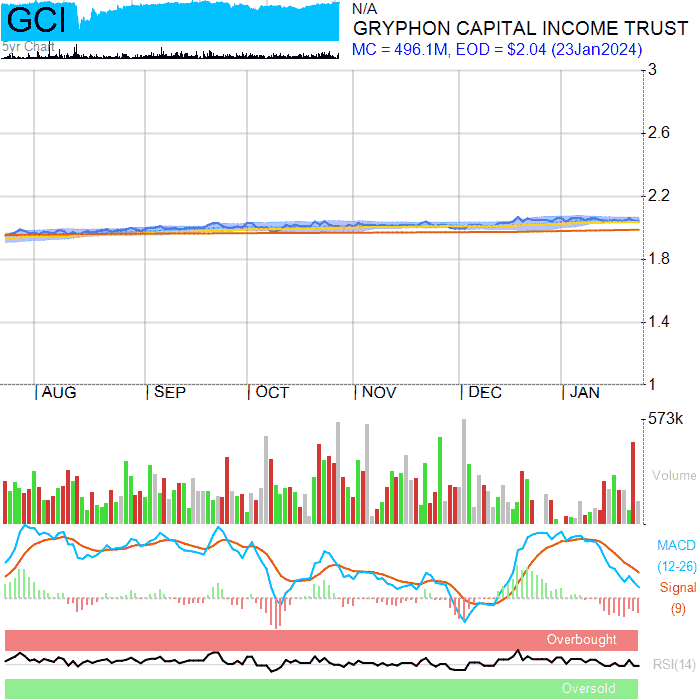 GCI
5yr Chart
N/A
GRYPHON CAPITAL INCOME TRUST
MC = 496.1M, EOD = $2.04 (23Jan2024)
3
2.6
2.2
1.8
1.4
1
AUG
SEP
OCT
NOV
DEC
JAN
573k
Volume
MACD
(12-26)
Signal
(9)
Overbought
RSI(14)
Oversold